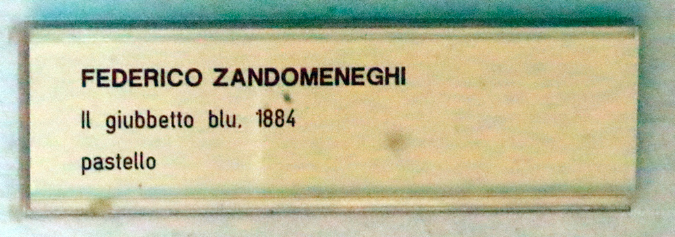 FEDERICO ZANDOMENEGHI
Il giubbetto blu, 1884
pastello